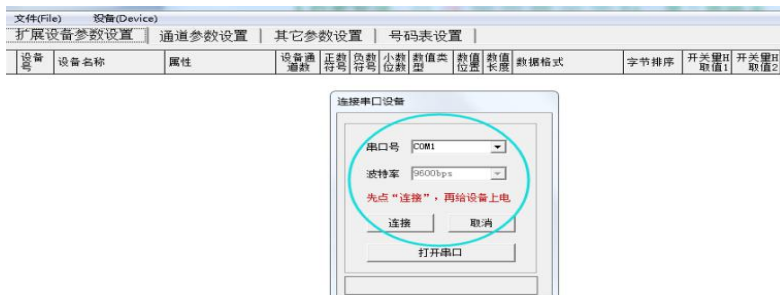 文件(File) 设备(Device)
扩展设备参数设置 通道参数设置 其它参数设置 号码表设置
设备号 设备名称 属性 设备通道数 正数符号 负数符号 小数位数 数值类型 数值位置 数值长度 数据格式 字节排序 开关量H取值1 开关量H取值2
连接串口设备
串口号 COM1
波特率 9600bps
先点“连接”，再给设备上电
连接 取消
打开串口